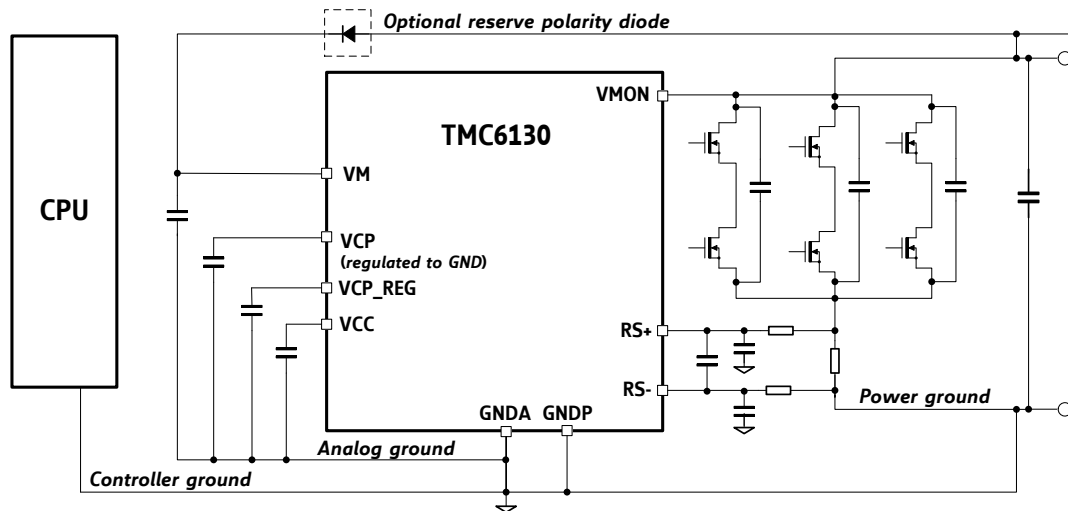 Optional reserve polarity diode
VMON
TMC6130
VM
CPU
VCP
(regulated to GND)
VCP_REG
VCC
RS+
RS-
Power ground
GNDA GNDP
Analog ground
Controller ground